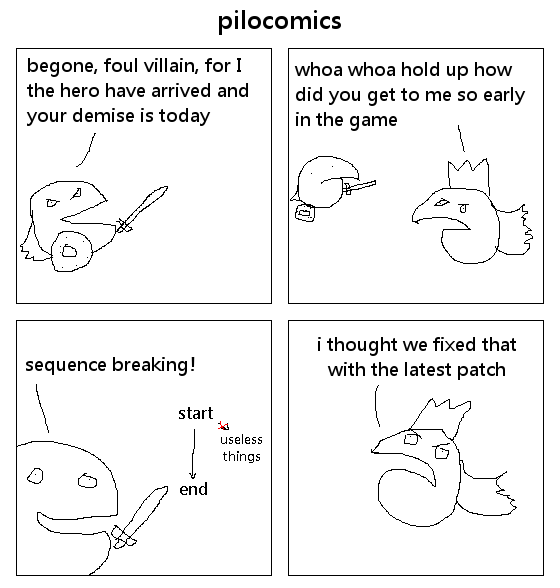 pilocomics
begone, foul villain, for I
the hero have arrived and
your demise is today
whoa whoa hold up how
did you get to me so early
in the game
sequence breaking!
start
useless
things
end
i thought we fixed that
with the latest patch